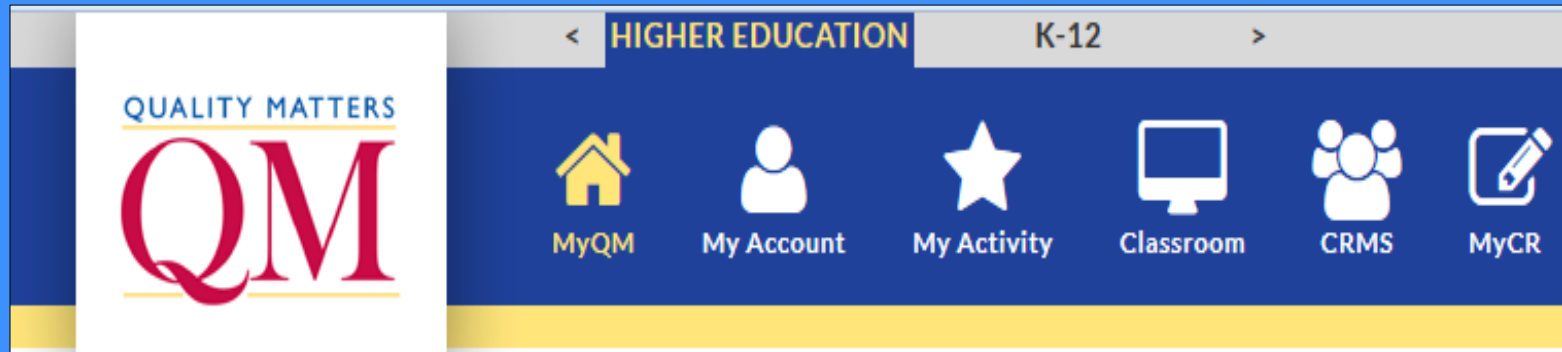 < HIGHER EDUCATION K-12 >
QUALITY MATTERS
QM
MyQM My Account My Activity Classroom CRMS MyCR